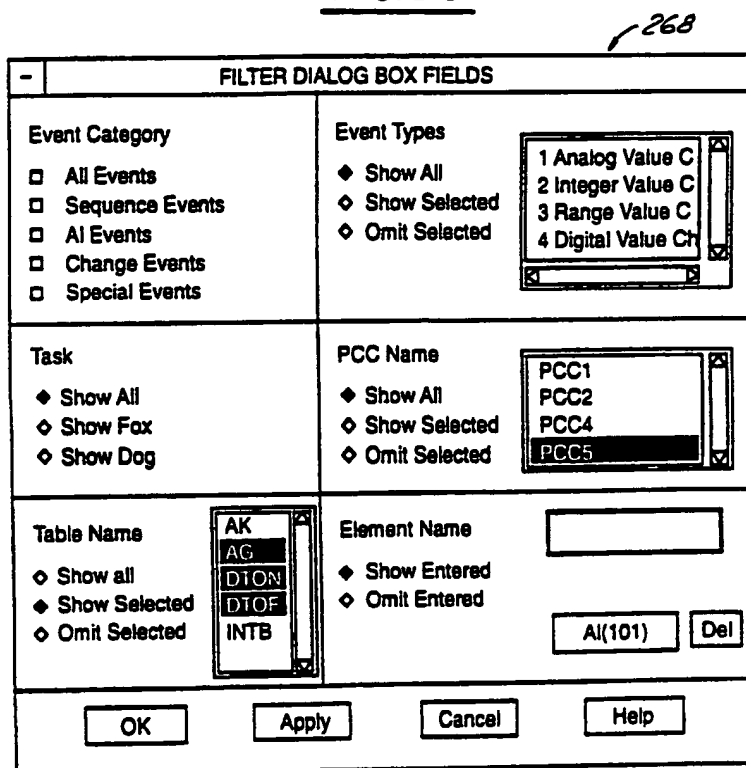 268
FILTER DIALOG BOX FIELDS
Event Category
All Events
Sequence Events
AI Events
Change Events
Special Events
Event Types
Show All
Show Selected
Omit Selected
1 Analog Value C
2 Integer Value C
3 Range Value C
4 Digital Value Ch
Task
Show All
Show Fox
Show Dog
PCC Name
Show All
Show Selected
Omit Selected
PCC1
PCC2
PCC4
PCC5
Table Name
Show all
Show Selected
Omit Selected
AK
AG
DTON
DTOF
INTB
Element Name
Show Entered
Omit Entered
AI(101)
Del
OK
Apply
Cancel
Help